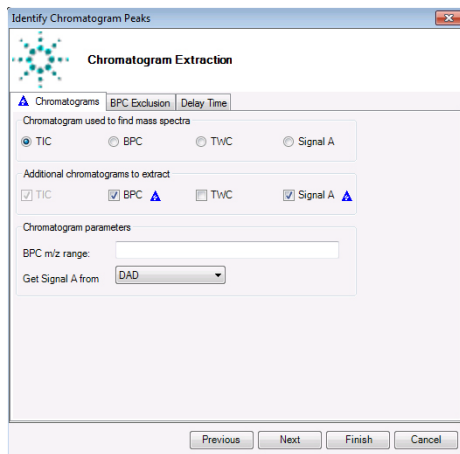 Identify Chromatogram Peaks
Chromatogram Extraction
Chromatograms BPC Exclusion Delay Time
Chromatogram used to find mass spectra
TIC BPC TWC Signal A
Additional chromatograms to extract
TIC BPC TWC Signal A
Chromatogram parameters
BPC m/z range:
Get Signal A from DAD
Previous Next Finish Cancel